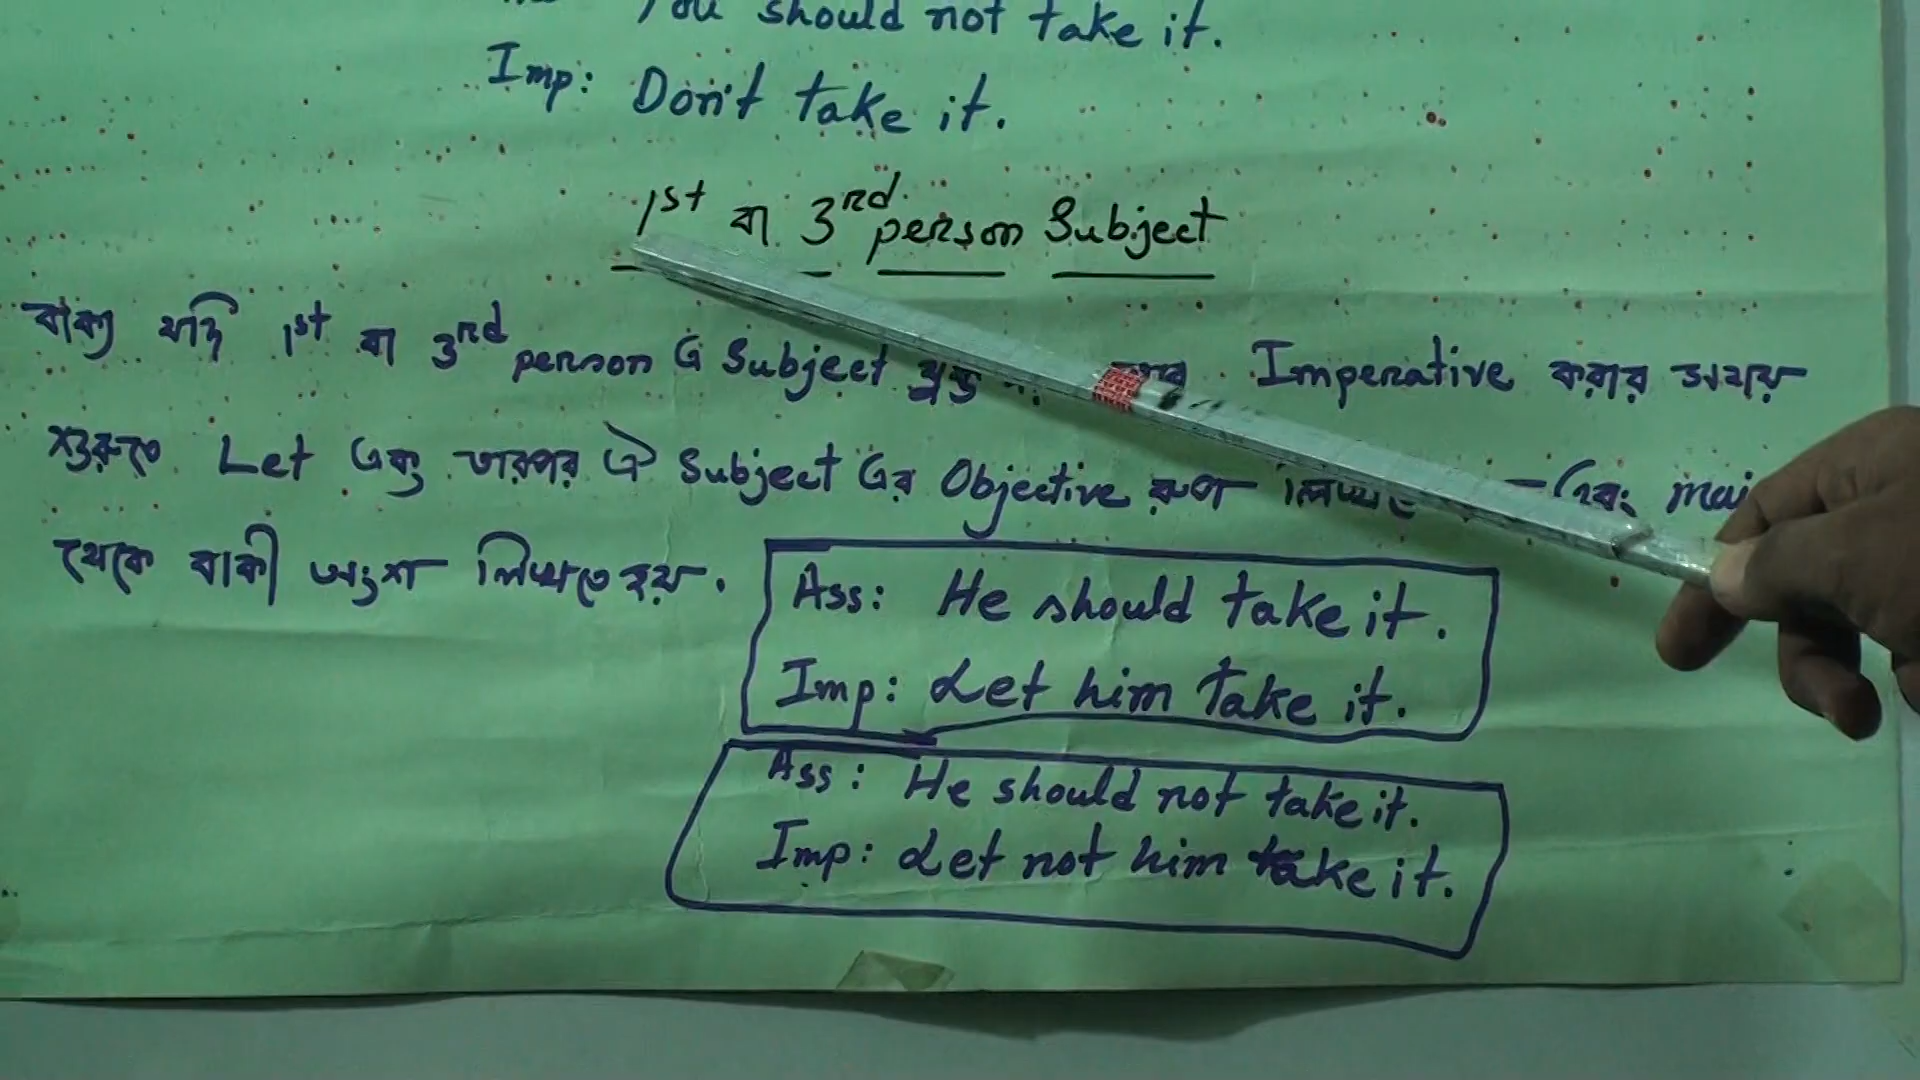 You should not take it.
Imp: Don't take it.
1st বা 3rd person Subject
বাক্য যদি 1st বা 3rd person এ Subject Imperative করার সময়
শুরুতে Let এবং তারপর ঐ Subject এর Objective রূপ এবং
থেকে বাকী অংশ লিখতে হয়.
Ass: He should take it.
Imp: Let him take it.
Ass: He should not take it.
Imp: Let not him take it.